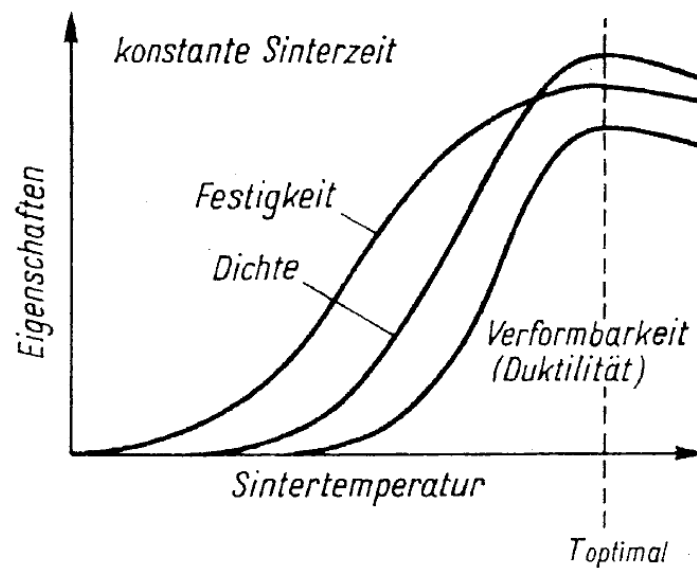 konstante Sinterzeit
Eigenschaften
Festigkeit
Dichte
Verformbarkeit
(Duktilität)
Sintertemperatur
Toptimal